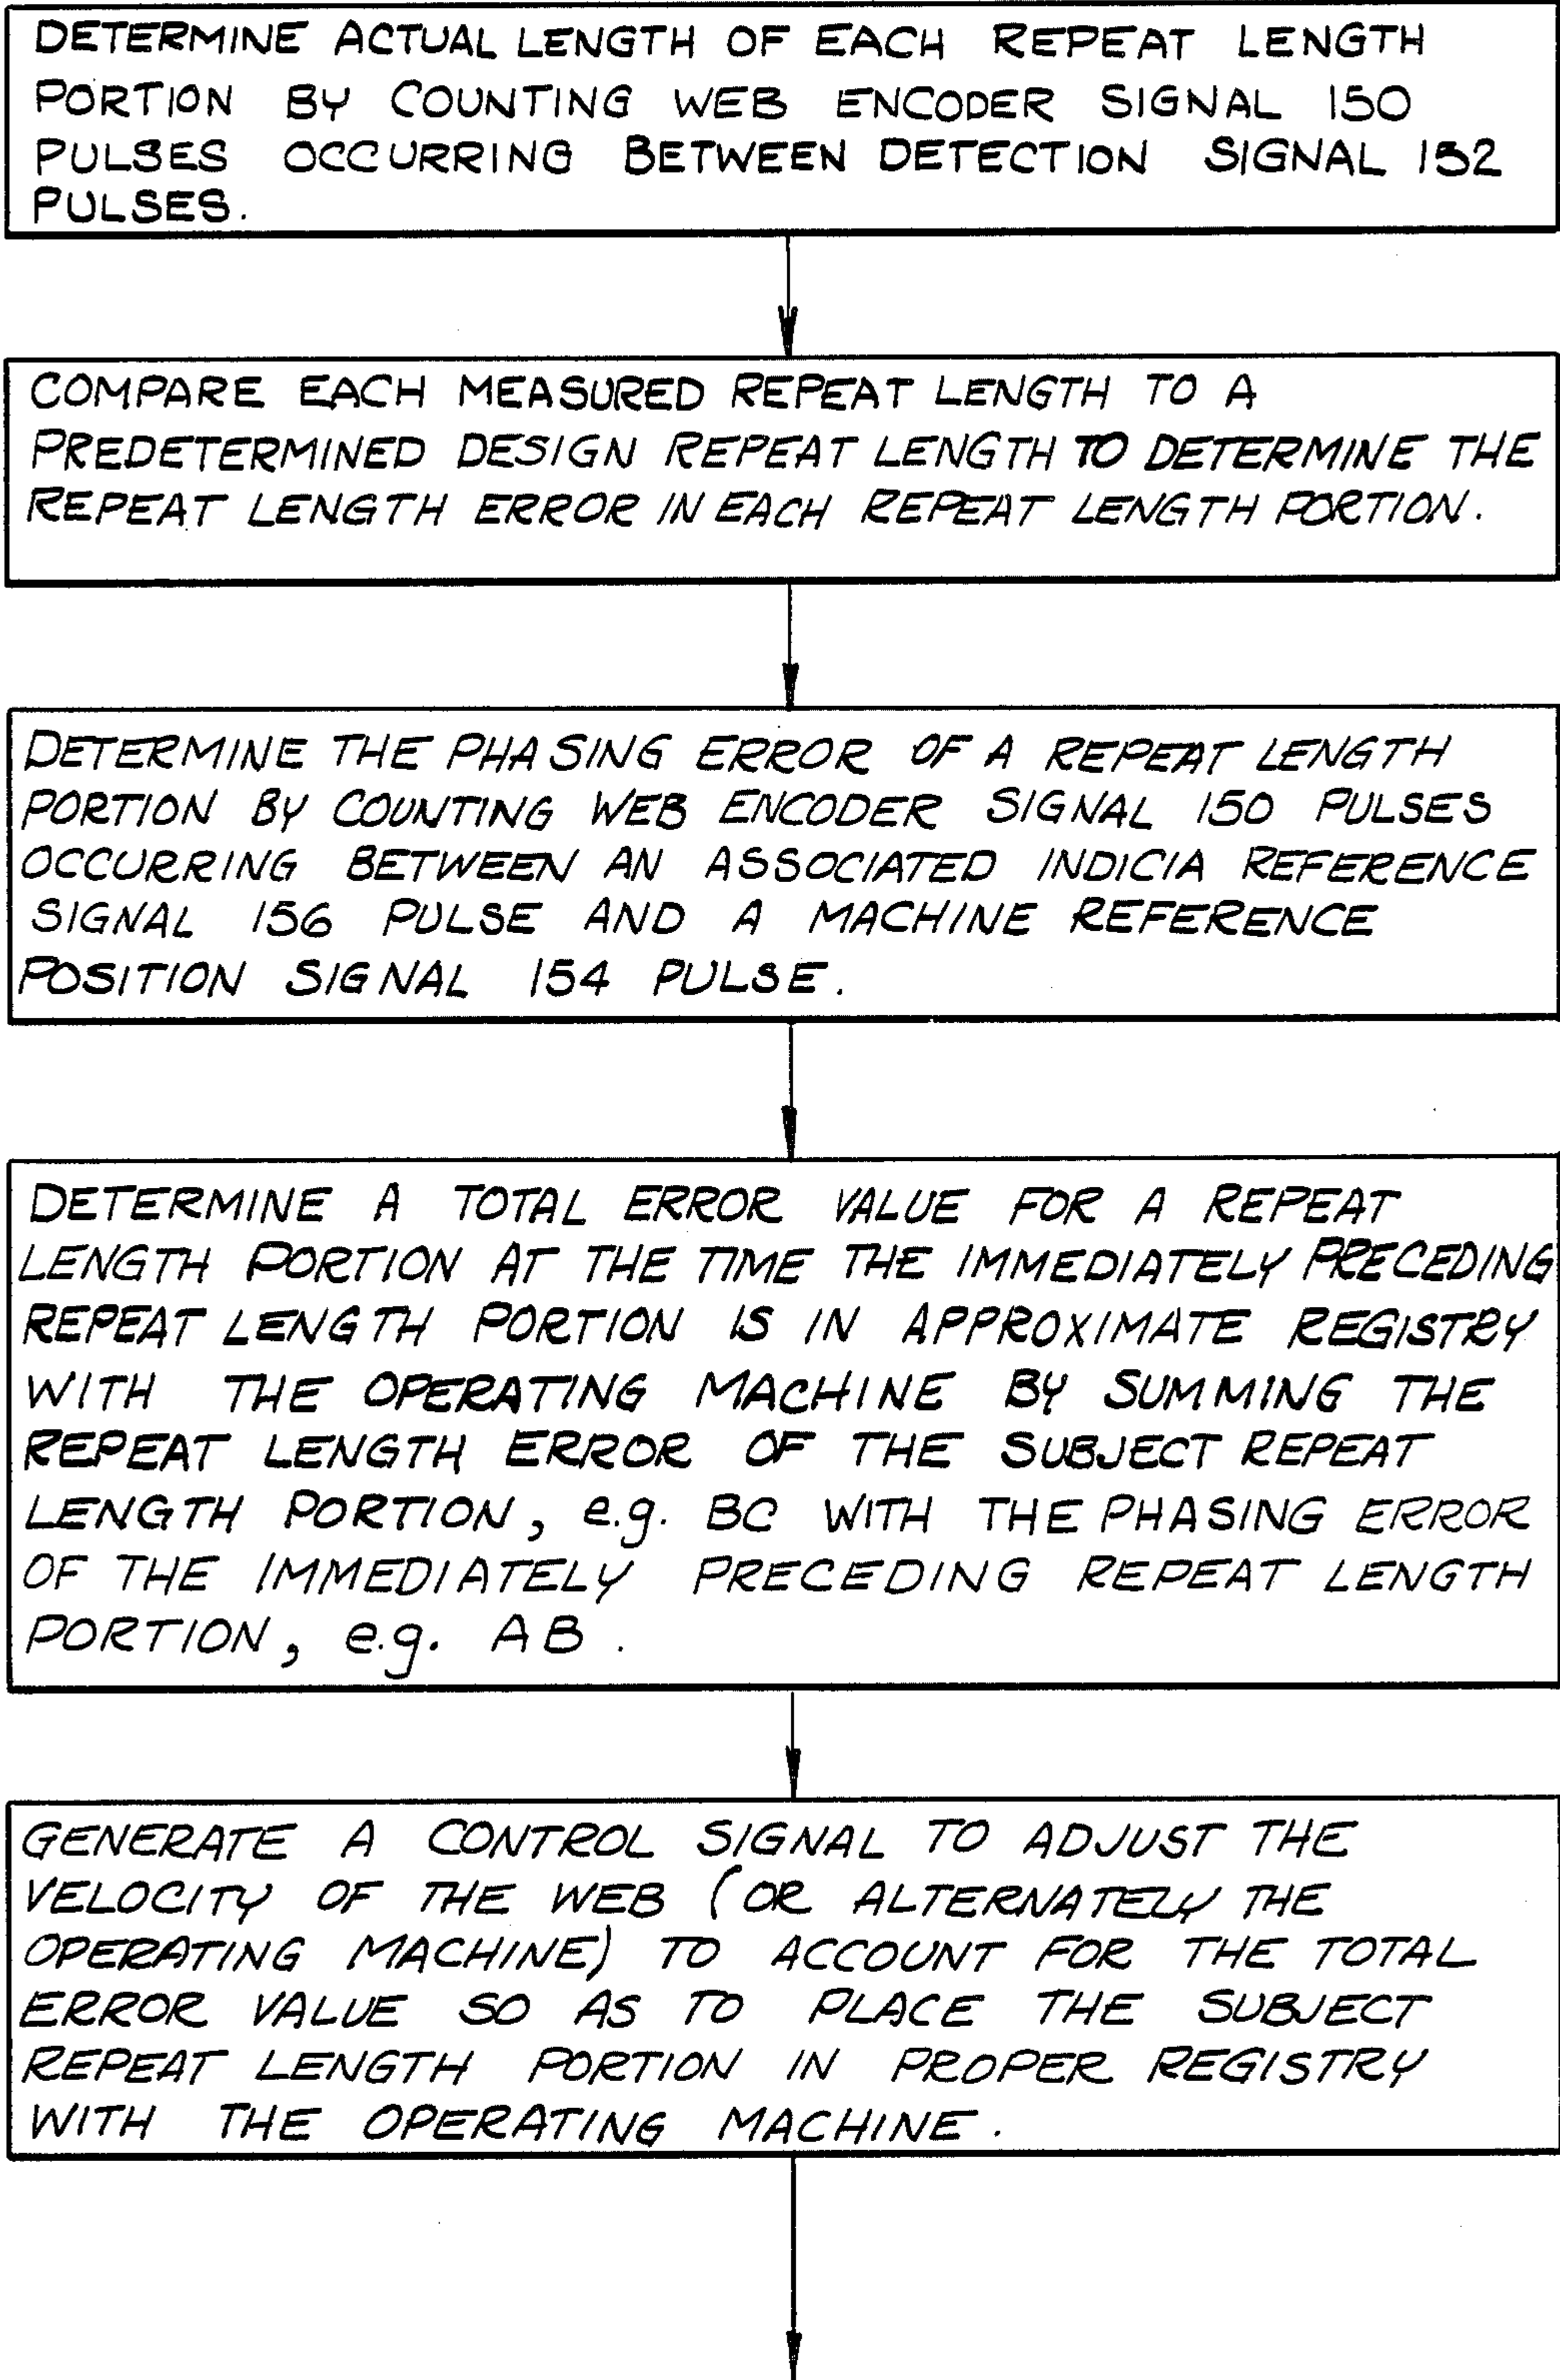 DETERMINE ACTUAL LENGTH OF EACH REPEAT LENGTH
PORTION BY COUNTING WEB ENCODER SIGNAL 150
PULSES OCCURRING BETWEEN DETECTION SIGNAL 152
PULSES.
COMPARE EACH MEASURED REPEAT LENGTH TO A
PREDETERMINED DESIGN REPEAT LENGTH TO DETERMINE THE
REPEAT LENGTH ERROR IN EACH REPEAT LENGTH PORTION.
DETERMINE THE PHASING ERROR OF A REPEAT LENGTH
PORTION BY COUNTING WEB ENCODER SIGNAL 150 PULSES
OCCURRING BETWEEN AN ASSOCIATED INDICIA REFERENCE
SIGNAL 156 PULSE AND A MACHINE REFERENCE
POSITION SIGNAL 154 PULSE.
DETERMINE A TOTAL ERROR VALUE FOR A REPEAT
LENGTH PORTION AT THE TIME THE IMMEDIATELY PRECEDING
REPEAT LENGTH PORTION IS IN APPROXIMATE REGISTRY
WITH THE OPERATING MACHINE BY SUMMING THE
REPEAT LENGTH ERROR OF THE SUBJECT REPEAT
LENGTH PORTION, e.g. BC WITH THE PHASING ERROR
OF THE IMMEDIATELY PRECEDING REPEAT LENGTH
PORTION, e.g. AB.
GENERATE A CONTROL SIGNAL TO ADJUST THE
VELOCITY OF THE WEB (OR ALTERNATELY THE
OPERATING MACHINE) TO ACCOUNT FOR THE TOTAL
ERROR VALUE SO AS TO PLACE THE SUBJECT
REPEAT LENGTH PORTION IN PROPER REGISTRY
WITH THE OPERATING MACHINE.